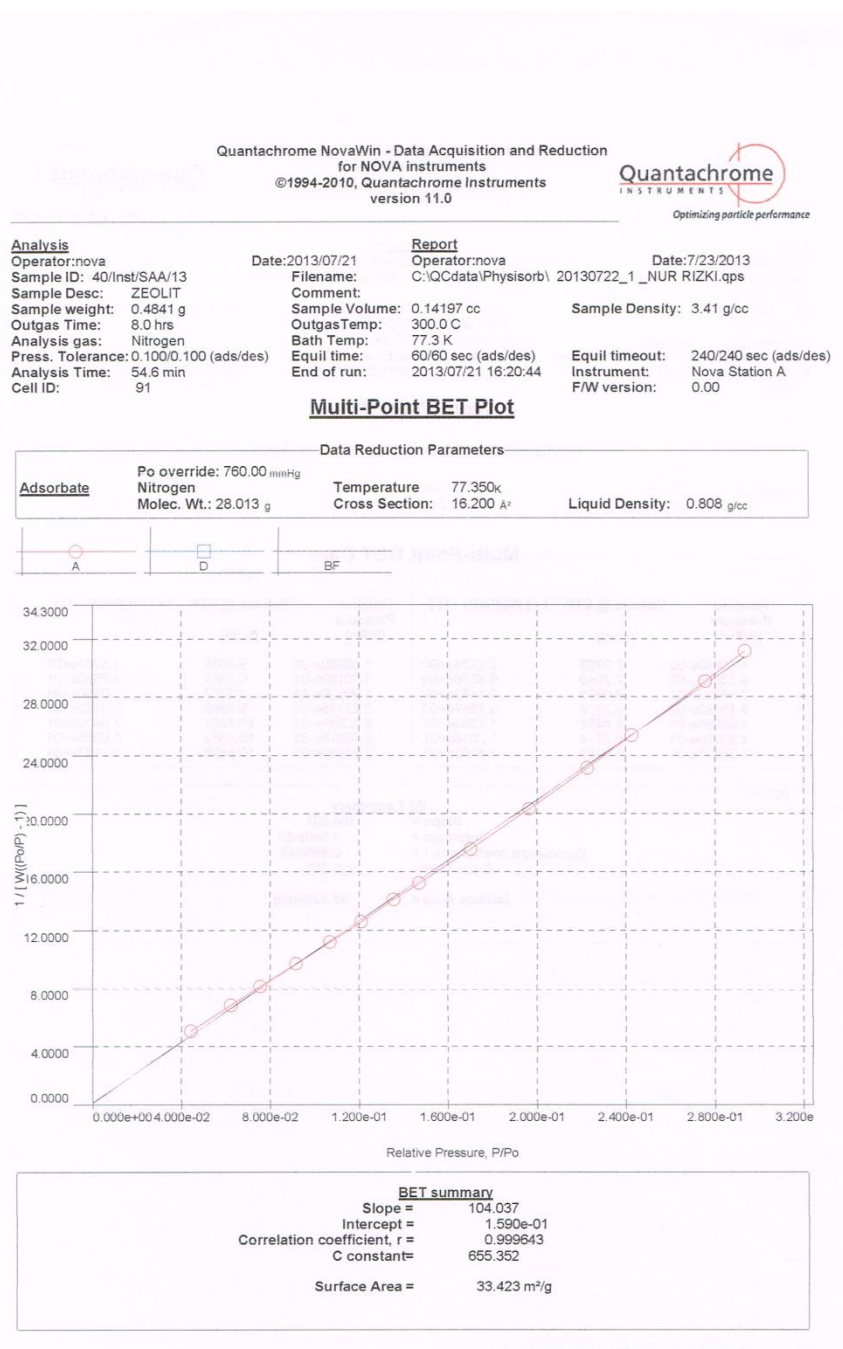 Quantachrome NovaWin - Data Acquisition and Reduction
for NOVA instruments
©1994-2010, Quantachrome Instruments
version 11.0
Quantachrome
INSTRUMENTS
Optimizing particle performance
Analysis Report
Operator:nova Date:2013/07/21 Operator:nova Date:7/23/2013
Sample ID: 40/Inst/SAA/13 Filename: C:\QCdata\Physisorb\ 20130722_1 _NUR RIZKI.qps
Sample Desc: ZEOLIT Comment:
Sample weight: 0.4841 g Sample Volume: 0.14197 cc Sample Density: 3.41 g/cc
Outgas Time: 8.0 hrs OutgasTemp: 300.0 C
Analysis gas: Nitrogen Bath Temp: 77.3 K
Press. Tolerance:0.100/0.100 (ads/des) Equil time: 60/60 sec (ads/des) Equil timeout: 240/240 sec (ads/des)
Analysis Time: 54.6 min End of run: 2013/07/21 16:20:44 Instrument: Nova Station A
Cell ID: 91 F/W version: 0.00
Multi-Point BET Plot
Data Reduction Parameters
Po override: 760.00 mmHg
Adsorbate Nitrogen Temperature 77.350K
Molec. Wt.: 28.013 g Cross Section: 16.200 Å² Liquid Density: 0.808 g/cc
A D BF
34.3000
32.0000
28.0000
24.0000
20.0000
16.0000
12.0000
8.0000
4.0000
0.0000
1 / [ W((Po/P) - 1) ]
0.000e+00 4.000e-02 8.000e-02 1.200e-01 1.600e-01 2.000e-01 2.400e-01 2.800e-01 3.200e
Relative Pressure, P/Po
BET summary
Slope = 104.037
Intercept = 1.590e-01
Correlation coefficient, r = 0.999643
C constant= 655.352
Surface Area = 33.423 m²/g